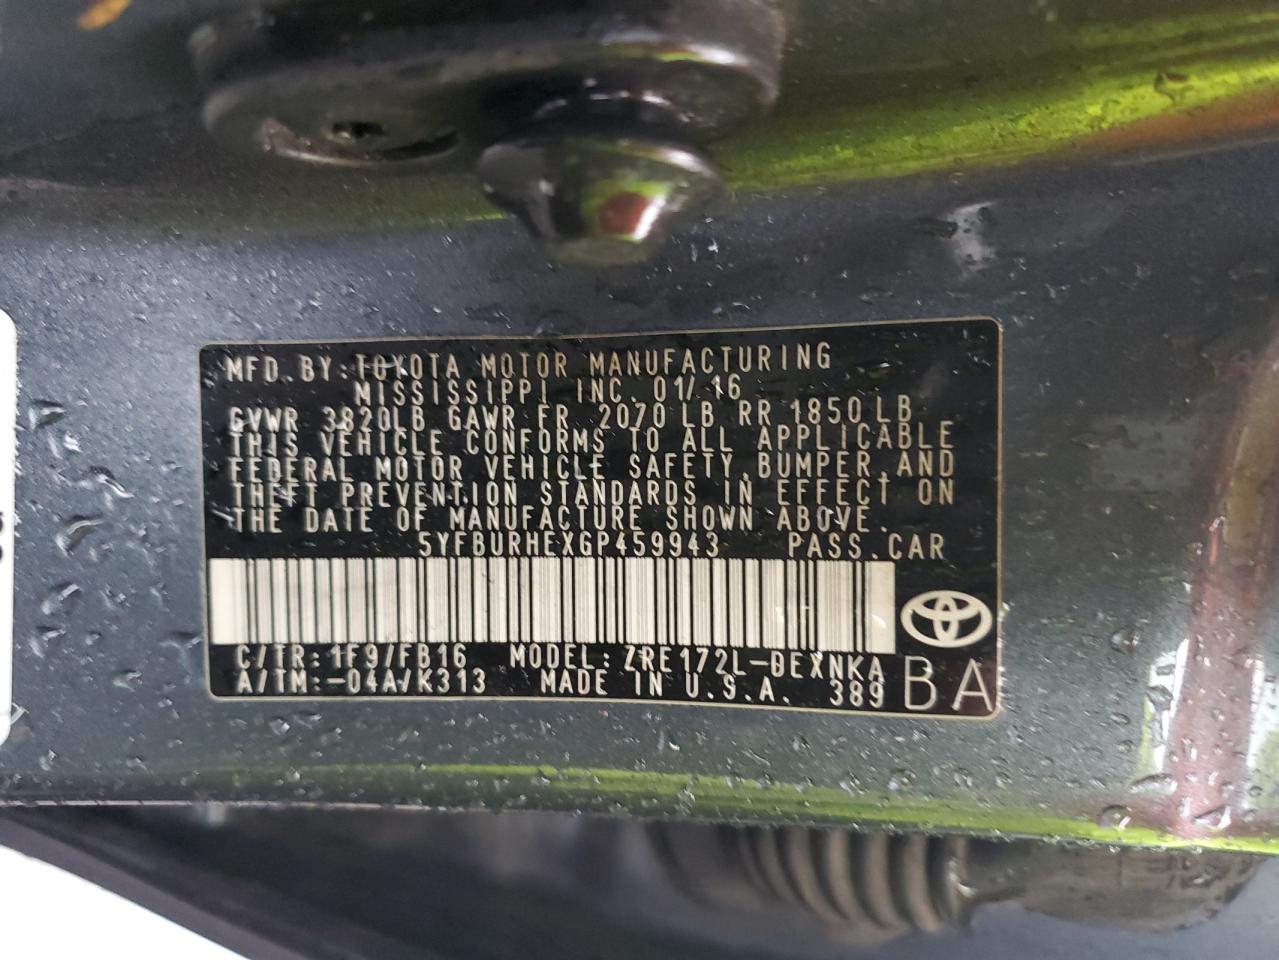 MFD.BY:TOYOTA MOTOR MANUFACTURING
MISSISSIPPI INC. 01/16
GVWR 3820LB GAWR FR 2070LB RR 1850LB
THIS VEHICLE CONFORMS TO ALL APPLICABLE
FEDERAL MOTOR VEHICLE SAFETY,BUMPER,AND
THEFT PREVENTION STANDARDS IN EFFECT ON
THE DATE OF MANUFACTURE SHOWN ABOVE.
5YFBURHEXGP459943 PASS.CAR
C/TR:1F9/FB16 MODEL:ZRE172L-DEXNKA
A/TM:-04A/K313 MADE IN U.S.A. 389 BA